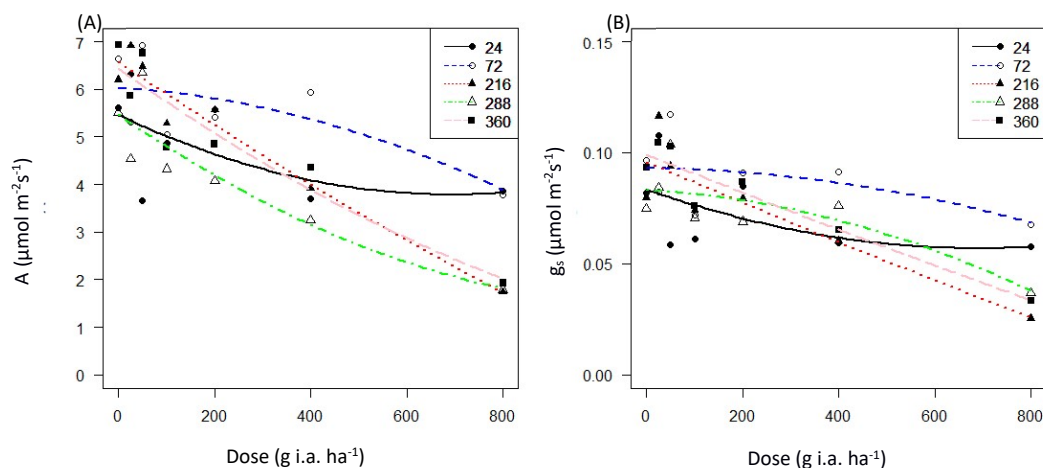 (A)
7
6
5
4
3
2
1
0
A (µmol m⁻²s⁻¹)
24
72
216
288
360
0 200 400 600 800
Dose (g i.a. ha⁻¹)
(B)
0.15
0.10
0.05
0.00
gₛ (µmol m⁻²s⁻¹)
24
72
216
288
360
0 200 400 600 800
Dose (g i.a. ha⁻¹)